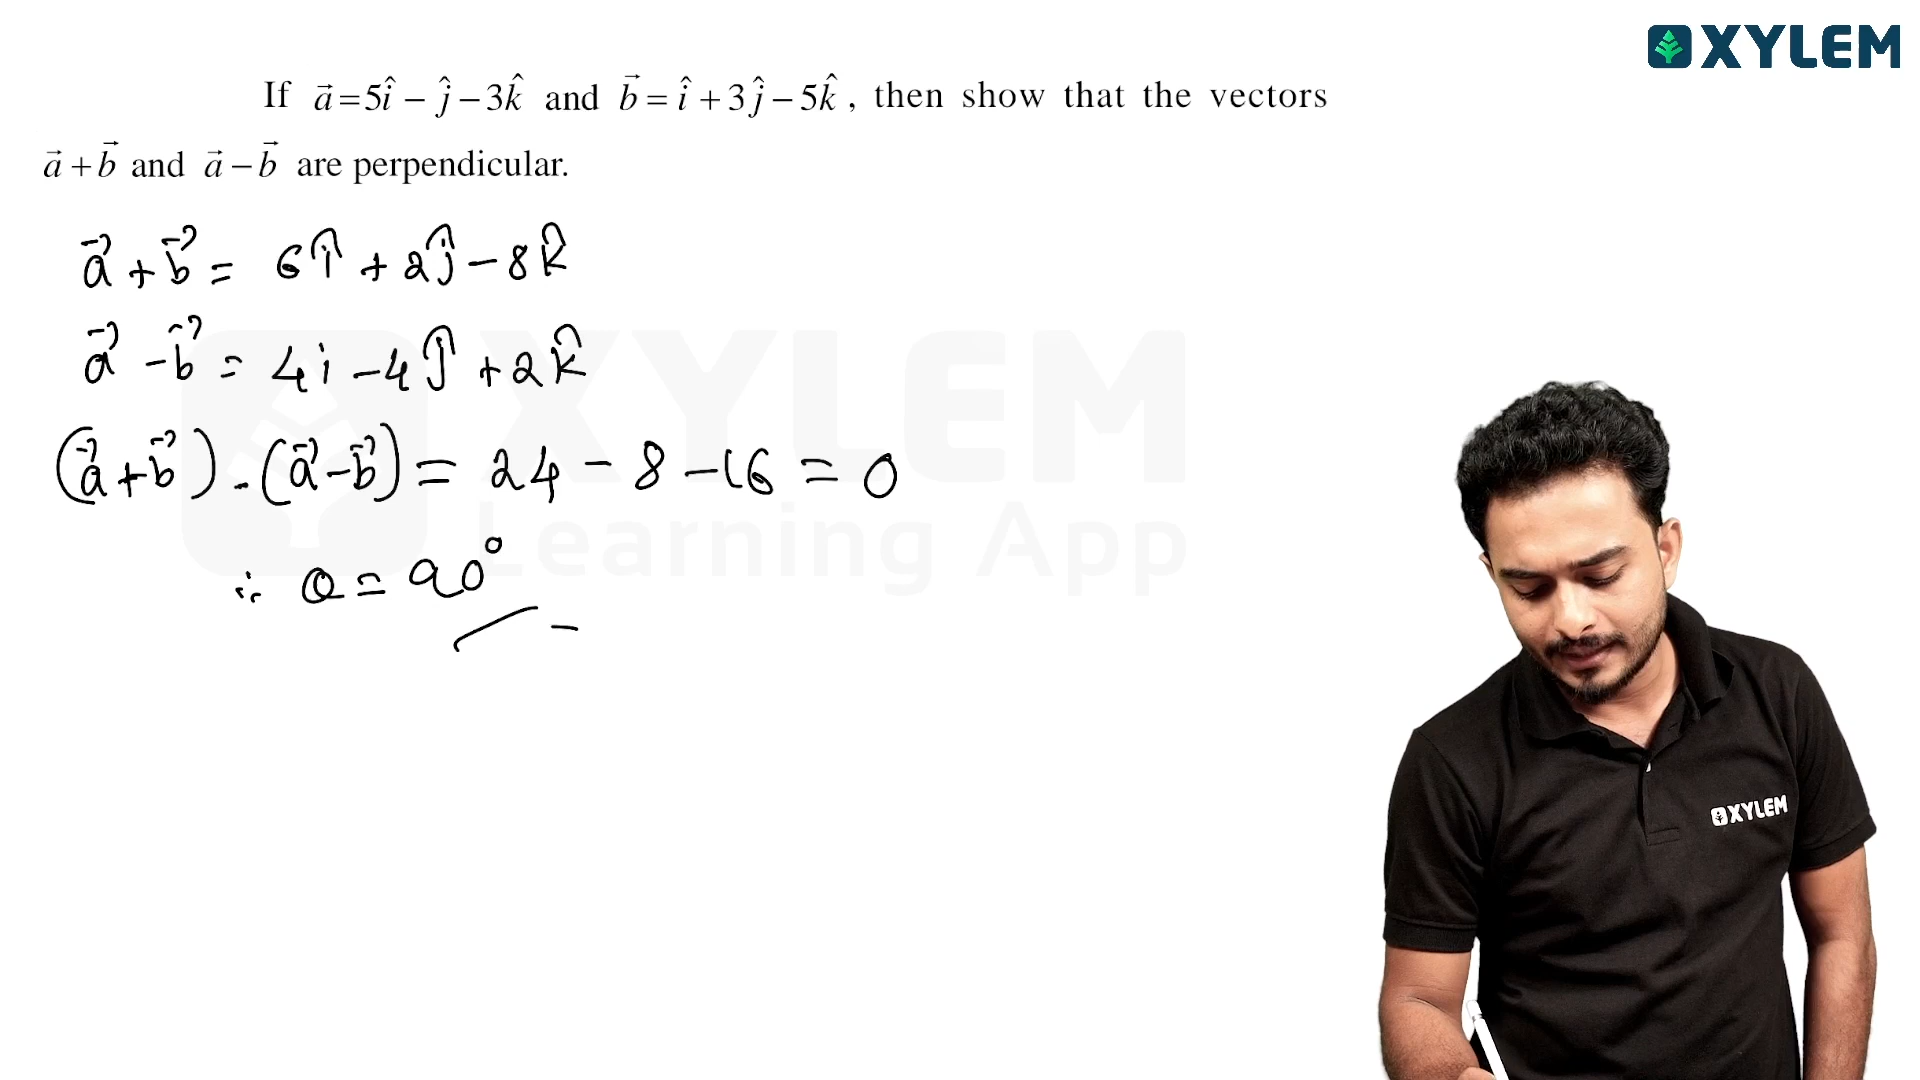 XYLEM
If a⃗=5î − ĵ − 3k̂ and b⃗ = î + 3ĵ − 5k̂ , then show that the vectors
a⃗ + b⃗ and a⃗ − b⃗ are perpendicular.
a⃗ + b⃗ = 6î + 2ĵ − 8k̂
a⃗ − b⃗ = 4i − 4ĵ + 2k̂
(a⃗ + b⃗) . (a⃗ − b⃗) = 24 − 8 − 16 = 0
∴ θ = 90°
XYLEM
Learning App
XYLEM